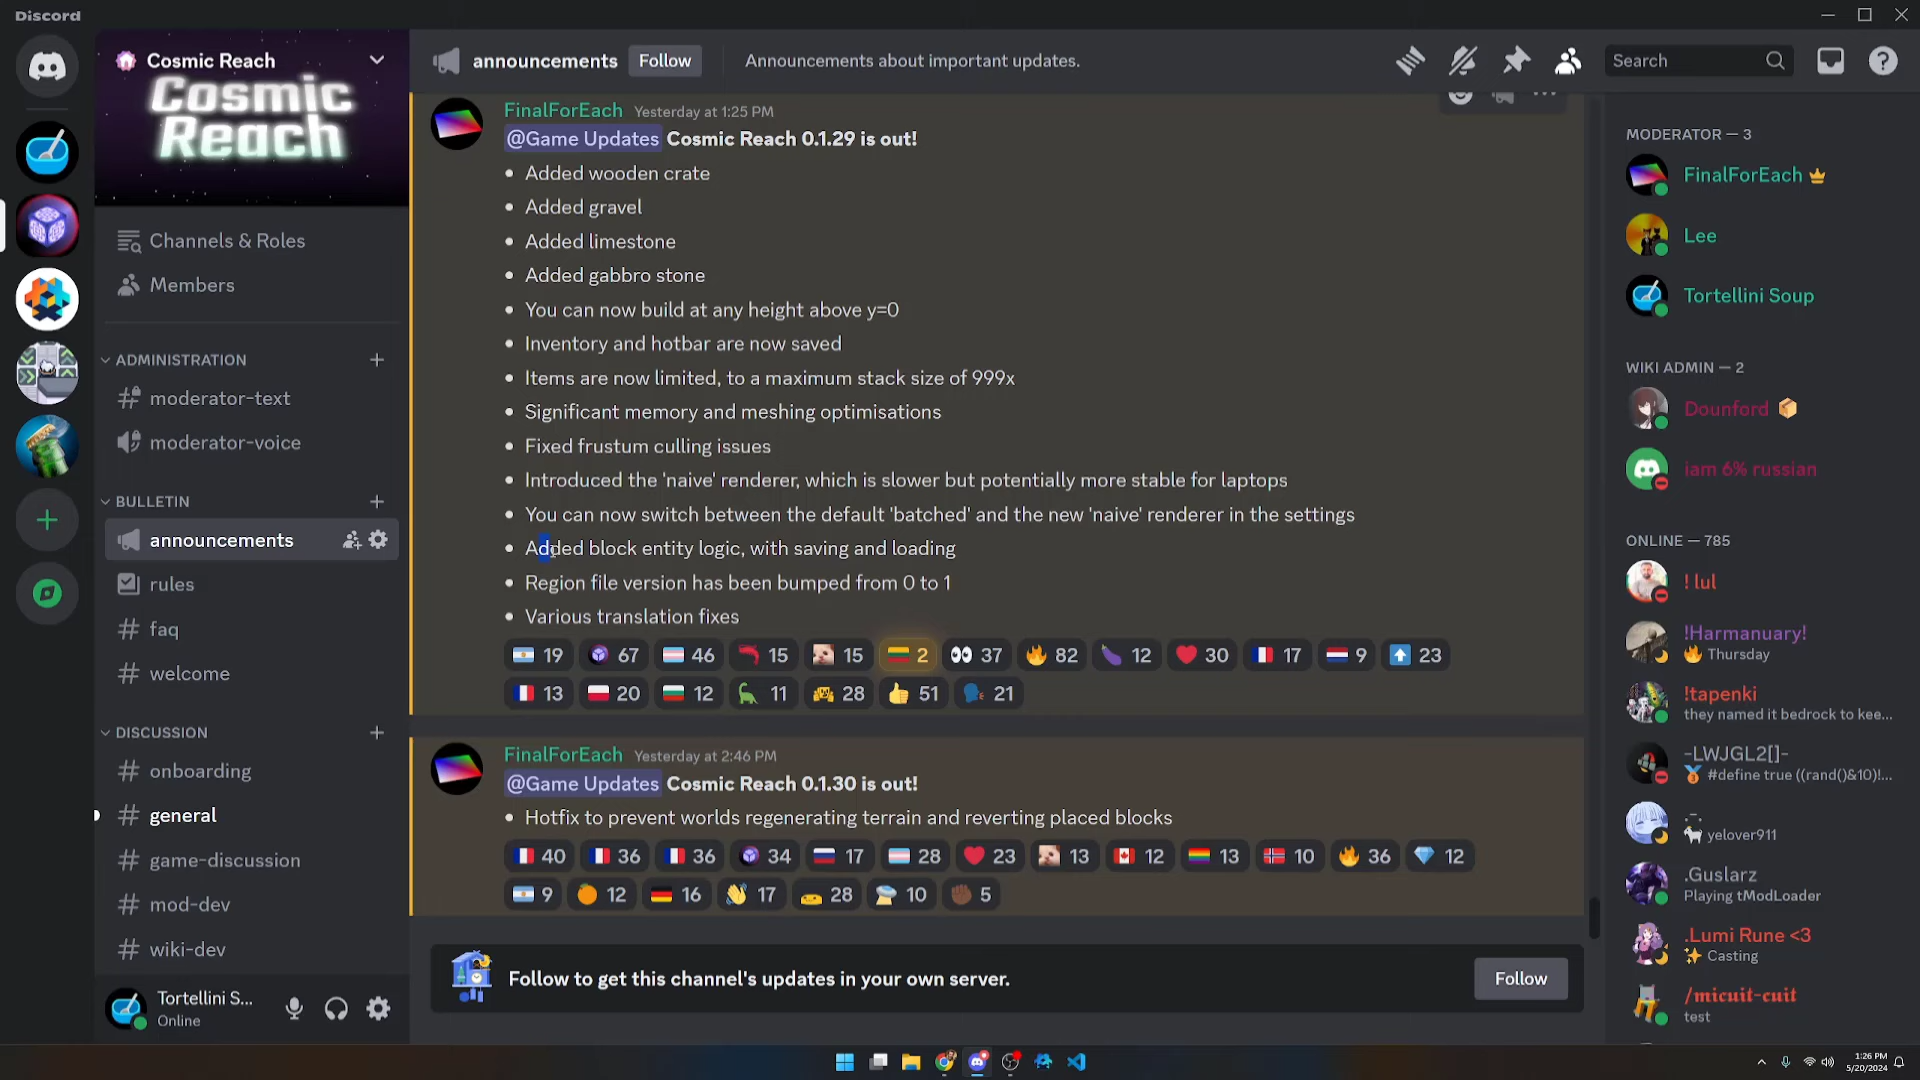 Discord
Cosmic Reach
Cosmic
Reach
Channels & Roles
Members
ADMINISTRATION
moderator-text
moderator-voice
BULLETIN
announcements
rules
faq
welcome
DISCUSSION
onboarding
general
game-discussion
mod-dev
wiki-dev
Tortellini S...
Online
announcements
Follow
Announcements about important updates.
Search
FinalForEach Yesterday at 1:25 PM
@Game Updates Cosmic Reach 0.1.29 is out!
• Added wooden crate
• Added gravel
• Added limestone
• Added gabbro stone
• You can now build at any height above y=0
• Inventory and hotbar are now saved
• Items are now limited, to a maximum stack size of 999x
• Significant memory and meshing optimisations
• Fixed frustum culling issues
• Introduced the 'naive' renderer, which is slower but potentially more stable for laptops
• You can now switch between the default 'batched' and the new 'naive' renderer in the settings
• Added block entity logic, with saving and loading
• Region file version has been bumped from 0 to 1
• Various translation fixes
19 67 46 15 15 2 37 82 12 30 17 9 23
13 20 12 11 28 51 21
FinalForEach Yesterday at 2:46 PM
@Game Updates Cosmic Reach 0.1.30 is out!
• Hotfix to prevent worlds regenerating terrain and reverting placed blocks
40 36 36 34 17 28 23 13 12 13 10 36 12
9 12 16 17 28 10 5
Follow to get this channel's updates in your own server.
Follow
MODERATOR — 3
FinalForEach
Lee
Tortellini Soup
WIKI ADMIN — 2
Dounford
iam 6% russian
ONLINE — 785
! lul
!Harmanuary!
Thursday
!tapenki
they named it bedrock to kee...
-LWJGL2[]-
#define true ((rand()&10)!...
yelover911
.Guslarz
Playing tModLoader
.Lumi Rune <3
Casting
/micuit-cuit
test
1:26 PM
5/20/2024